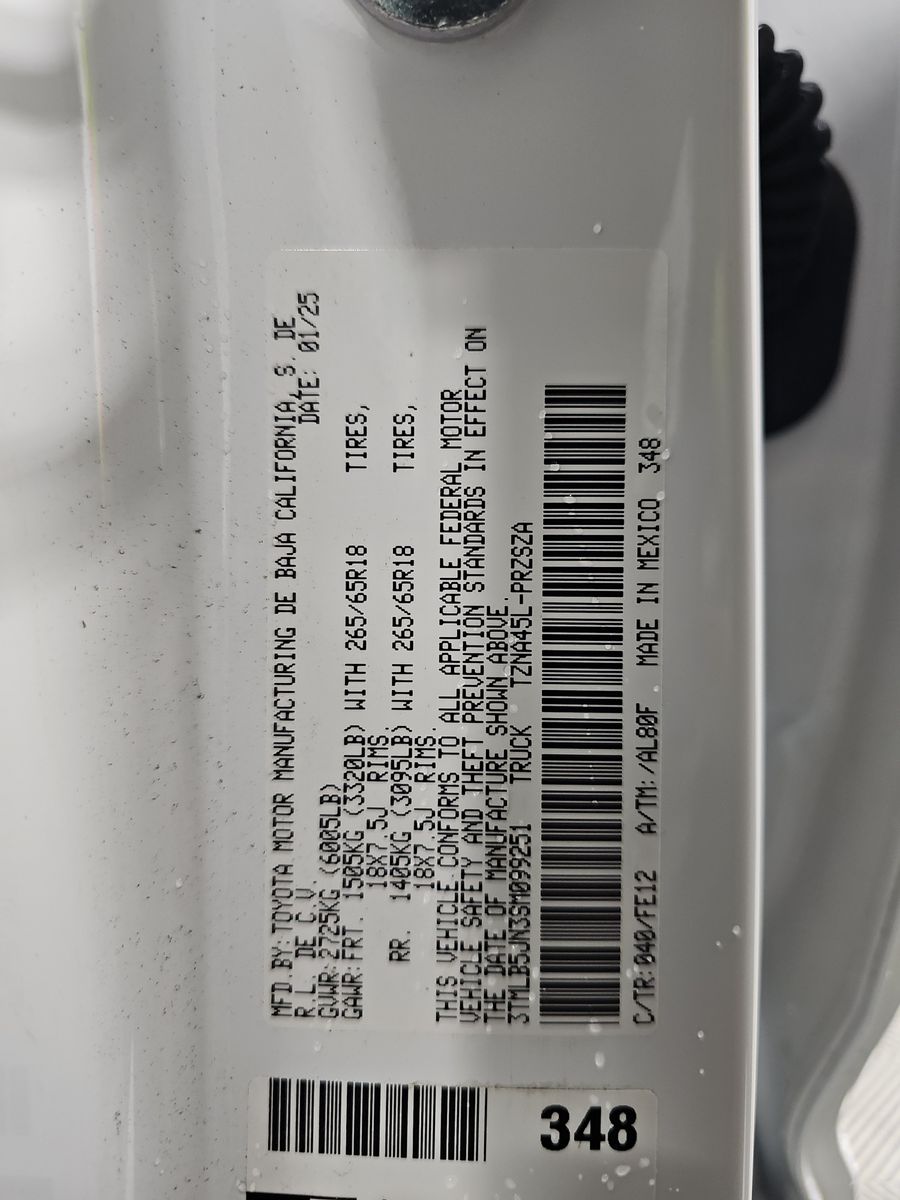 MFD.BY:TOYOTA MOTOR MANUFACTURING DE BAJA CALIFORNIA, S. DE
R.L. DE C.V. DATE: 01/25
GVWR:2725KG (6005LB)
GAWR:FRT. 1505KG (3320LB) WITH 265/65R18 TIRES,
18X7.5J RIMS.
RR. 1405KG (3095LB) WITH 265/65R18 TIRES,
18X7.5J RIMS.
THIS VEHICLE CONFORMS TO ALL APPLICABLE FEDERAL MOTOR
VEHICLE SAFETY AND THEFT PREVENTION STANDARDS IN EFFECT ON
THE DATE OF MANUFACTURE SHOWN ABOVE.
3TMLB5JN3SM099251 TRUCK TZNA45L-PRZSZA
C/TR:040/FE12 A/TM:/AL80F MADE IN MEXICO 348
348